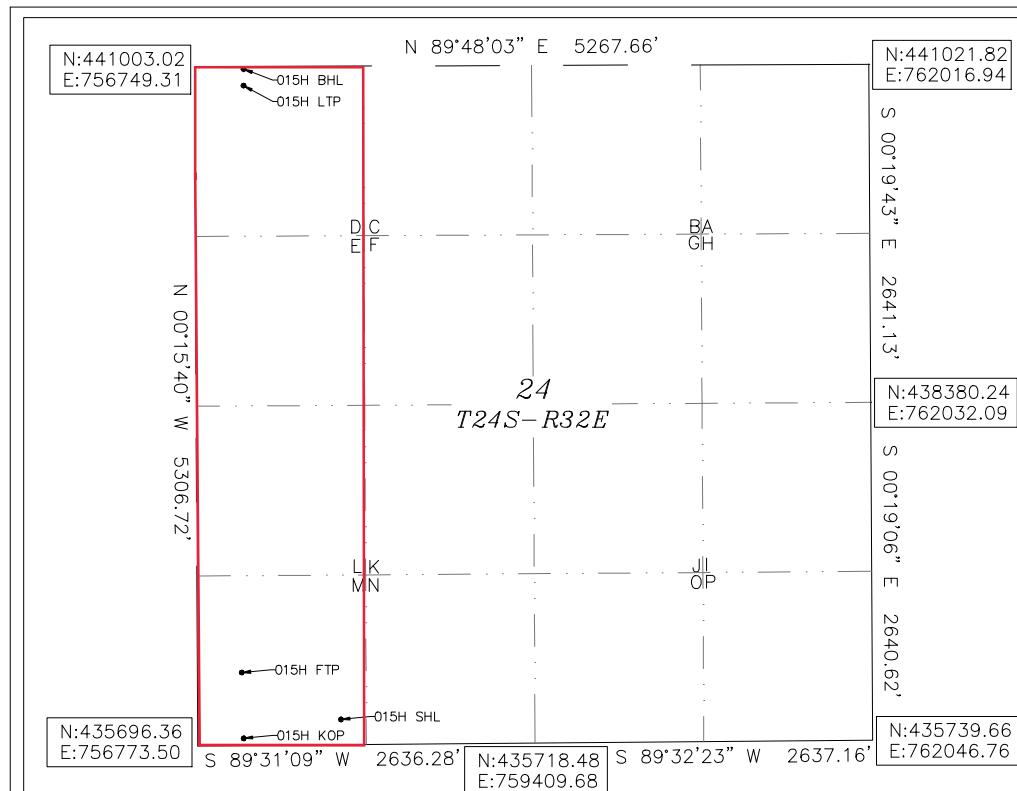 N 89°48'03" E 5267.66'
N:441003.02
E:756749.31
N:441021.82
E:762016.94
015H BHL
015H LTP
S 00°19'43" E 2641.13'
D C
E F
B A
G H
N 00°15'40" W 5306.72'
24
T24S-R32E
N:438380.24
E:762032.09
S 00°19'06" E 2640.62'
L K
M N
J I
O P
015H FTP
015H SHL
015H KOP
N:435696.36
E:756773.50
S 89°31'09" W 2636.28'
N:435718.48
E:759409.68
S 89°32'23" W 2637.16'
N:435739.66
E:762046.76